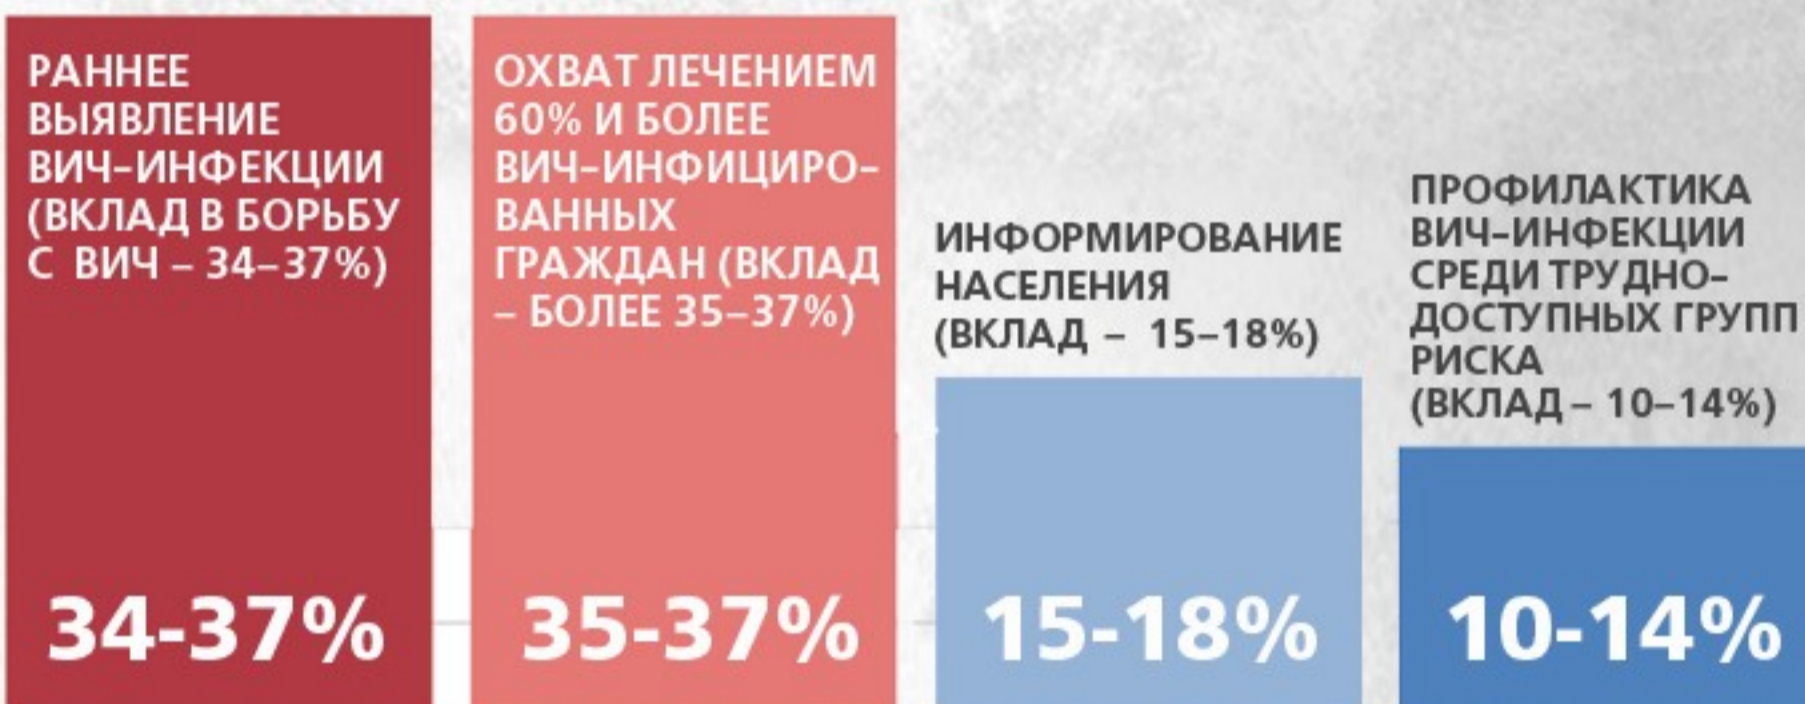 РАННЕЕ
ВЫЯВЛЕНИЕ
ВИЧ-ИНФЕКЦИИ
(ВКЛАД В БОРЬБУ
С ВИЧ – 34–37%)
34-37%
ОХВАТ ЛЕЧЕНИЕМ
60% И БОЛЕЕ
ВИЧ-ИНФИЦИРО-
ВАННЫХ
ГРАЖДАН (ВКЛАД
– БОЛЕЕ 35–37%)
35-37%
ИНФОРМИРОВАНИЕ
НАСЕЛЕНИЯ
(ВКЛАД – 15–18%)
15-18%
ПРОФИЛАКТИКА
ВИЧ-ИНФЕКЦИИ
СРЕДИ ТРУДНО-
ДОСТУПНЫХ ГРУПП
РИСКА
(ВКЛАД – 10–14%)
10-14%